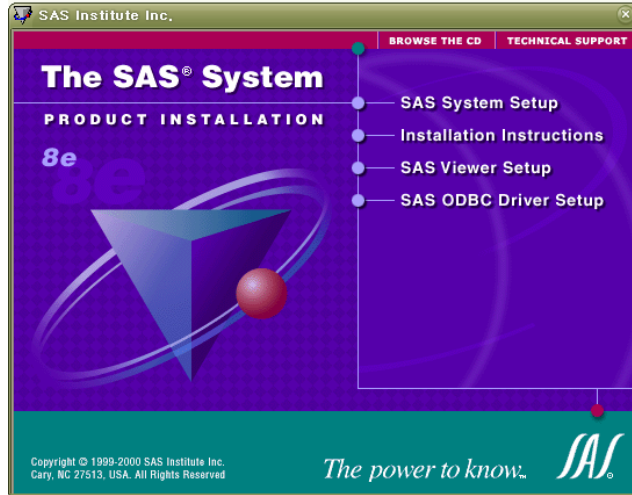 SAS Institute Inc.
BROWSE THE CD TECHNICAL SUPPORT
The SAS® System
PRODUCT INSTALLATION
8e
8e
SAS System Setup
Installation Instructions
SAS Viewer Setup
SAS ODBC Driver Setup
Copyright © 1999-2000 SAS Institute Inc.
Cary, NC 27513, USA. All Rights Reserved
The power to know™
SAS®